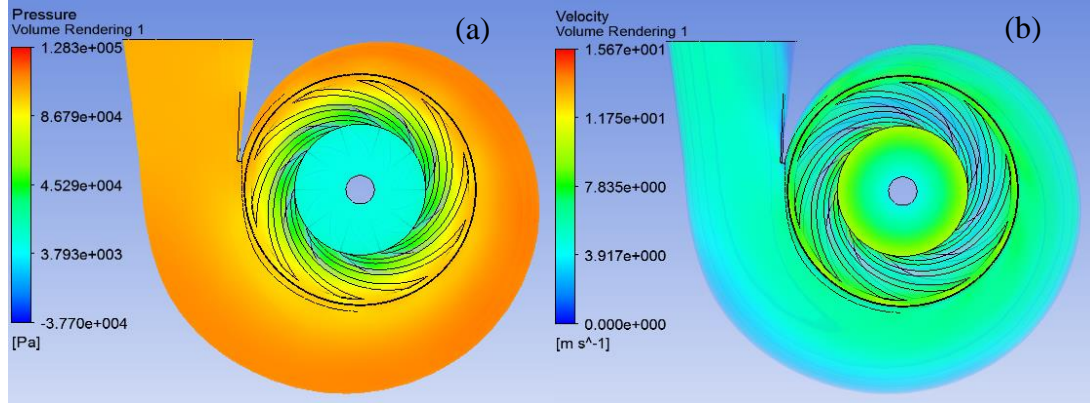 Pressure
Volume Rendering 1
(a)
1.283e+005
8.679e+004
4.529e+004
3.793e+003
-3.770e+004
[Pa]
Velocity
Volume Rendering 1
(b)
1.567e+001
1.175e+001
7.835e+000
3.917e+000
0.000e+000
[m s^-1]